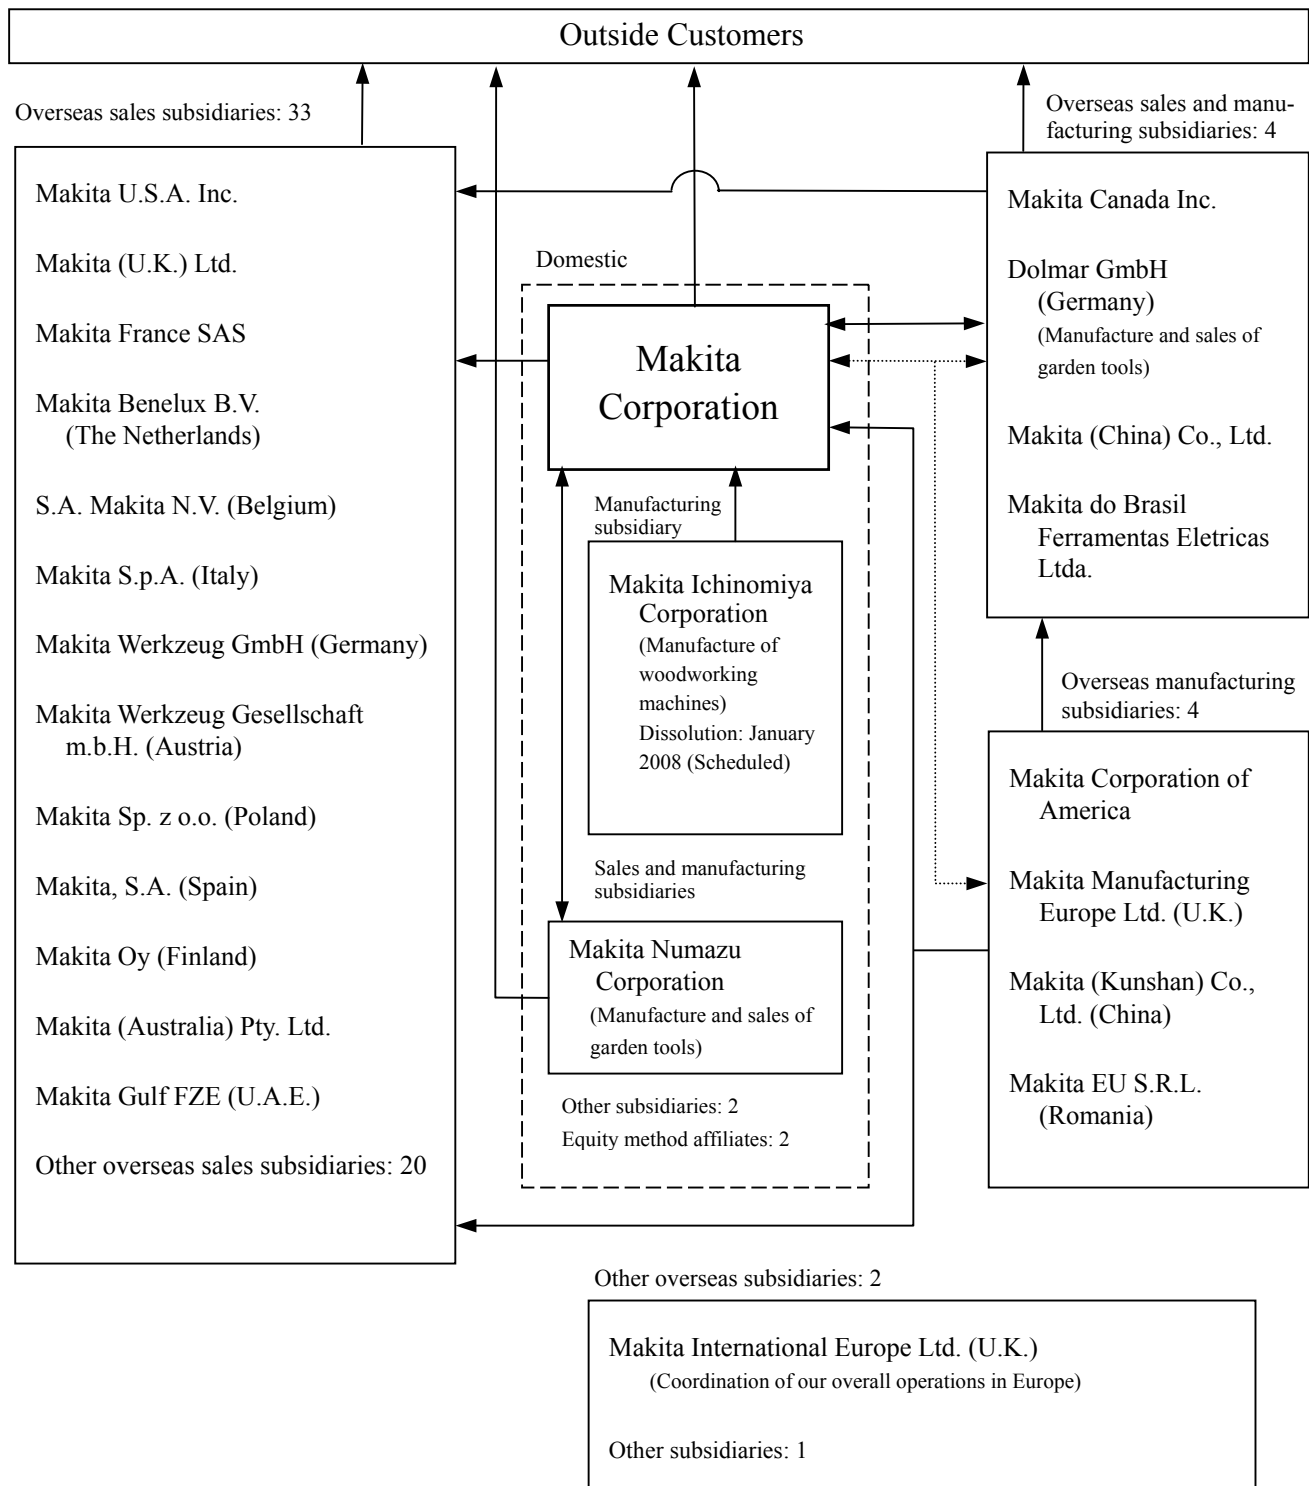 Outside Customers
Overseas sales subsidiaries: 33
Makita U.S.A. Inc.
Makita (U.K.) Ltd.
Makita France SAS
Makita Benelux B.V.
(The Netherlands)
S.A. Makita N.V. (Belgium)
Makita S.p.A. (Italy)
Makita Werkzeug GmbH (Germany)
Makita Werkzeug Gesellschaft
m.b.H. (Austria)
Makita Sp. z o.o. (Poland)
Makita, S.A. (Spain)
Makita Oy (Finland)
Makita (Australia) Pty. Ltd.
Makita Gulf FZE (U.A.E.)
Other overseas sales subsidiaries: 20
Domestic
Makita
Corporation
Manufacturing
subsidiary
Makita Ichinomiya
Corporation
(Manufacture of
woodworking
machines)
Dissolution: January
2008 (Scheduled)
Sales and manufacturing
subsidiaries
Makita Numazu
Corporation
(Manufacture and sales of
garden tools)
Other subsidiaries: 2
Equity method affiliates: 2
Overseas sales and manu-
facturing subsidiaries: 4
Makita Canada Inc.
Dolmar GmbH
(Germany)
(Manufacture and sales of
garden tools)
Makita (China) Co., Ltd.
Makita do Brasil
Ferramentas Eletricas
Ltda.
Overseas manufacturing
subsidiaries: 4
Makita Corporation of
America
Makita Manufacturing
Europe Ltd. (U.K.)
Makita (Kunshan) Co.,
Ltd. (China)
Makita EU S.R.L.
(Romania)
Other overseas subsidiaries: 2
Makita International Europe Ltd. (U.K.)
(Coordination of our overall operations in Europe)
Other subsidiaries: 1